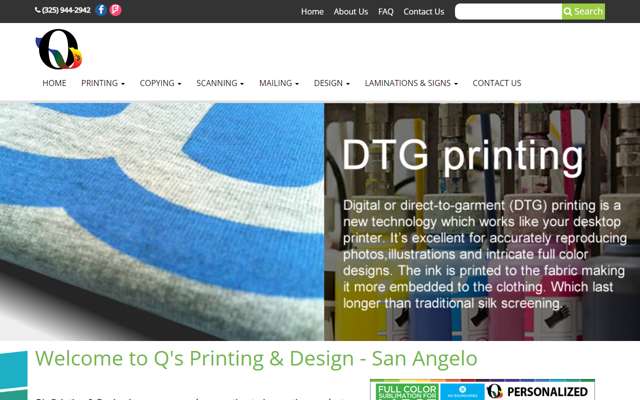 (325) 944-2942
Home
About Us
FAQ
Contact Us
Search
Q
HOME
PRINTING
COPYING
SCANNING
MAILING
DESIGN
LAMINATIONS & SIGNS
CONTACT US
DTG printing
Digital or direct-to-garment (DTG) printing is a
new technology which works like your desktop
printer. It's excellent for accurately reproducing
photos,illustrations and intricate full color
designs. The ink is printed to the fabric making
it more embedded to the clothing. Which last
longer than traditional silk screening.
Welcome to Q's Printing & Design - San Angelo
FULL COLOR
SUBLIMATION FOR
PERSONALIZED